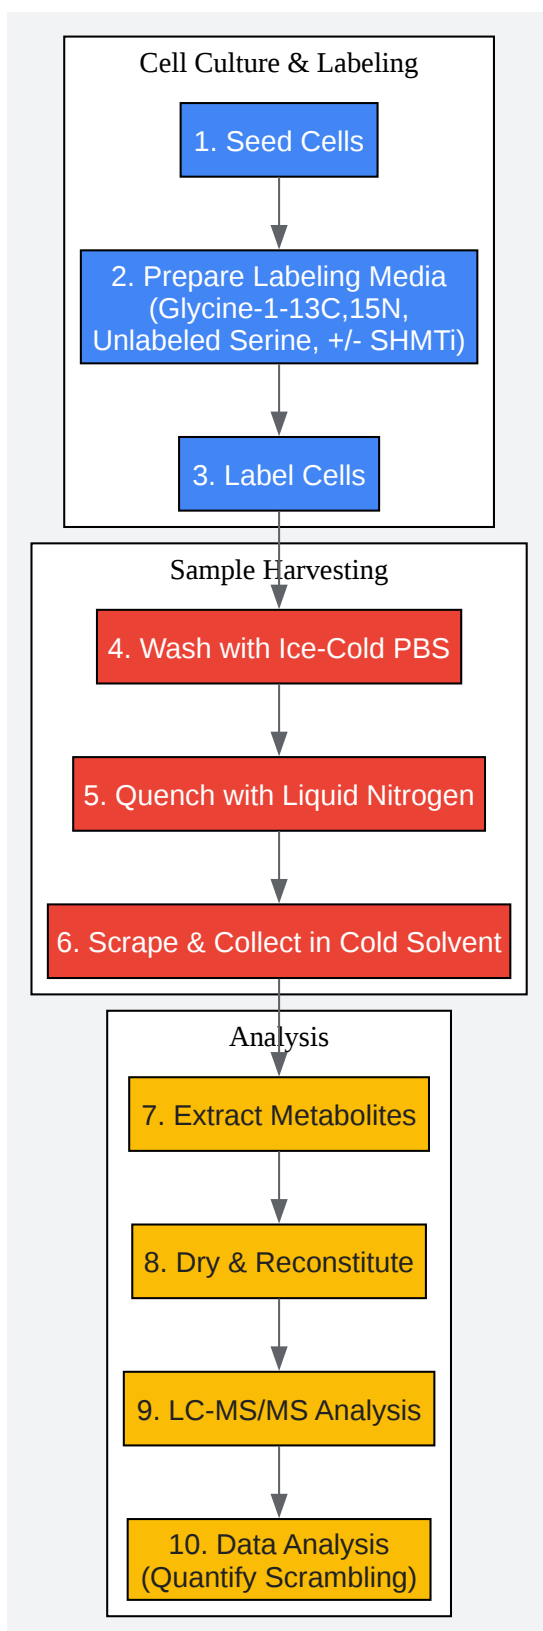 Cell Culture & Labeling
1. Seed Cells
2. Prepare Labeling Media
(Glycine-1-13C,15N,
Unlabeled Serine, +/- SHMTi)
3. Label Cells
Sample Harvesting
4. Wash with Ice-Cold PBS
5. Quench with Liquid Nitrogen
6. Scrape & Collect in Cold Solvent
Analysis
7. Extract Metabolites
8. Dry & Reconstitute
9. LC-MS/MS Analysis
10. Data Analysis
(Quantify Scrambling)